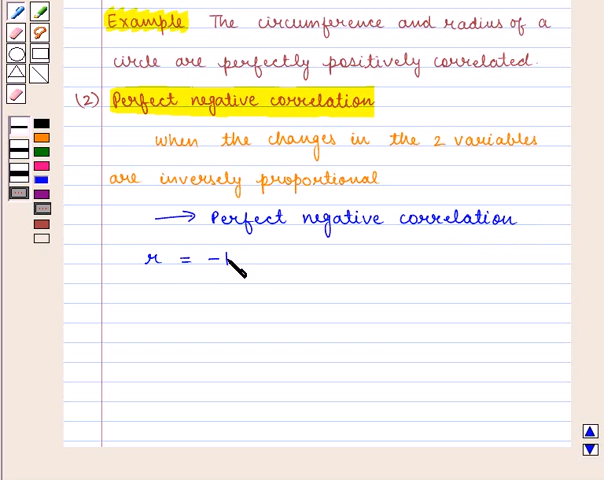 Example The circumference and radius of a
circle are perfectly positively correlated.
(2) Perfect negative correlation
When the changes in the 2 variables
are inversely proportional
→ Perfect negative correlation
r = -1